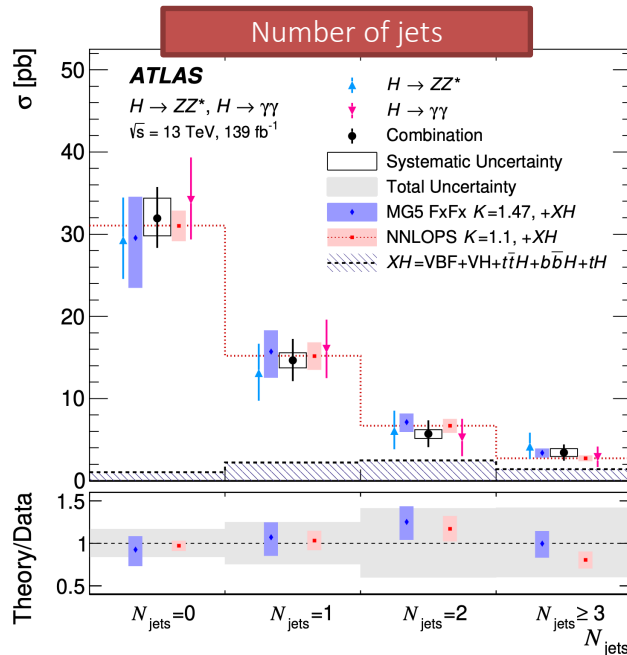 Number of jets
σ [pb]
50
40
30
20
10
0
ATLAS
H → ZZ*, H → γγ
√s = 13 TeV, 139 fb⁻¹
H → ZZ*
H → γγ
Combination
Systematic Uncertainty
Total Uncertainty
MG5 FxFx K=1.47, +XH
NNLOPS K=1.1, +XH
XH=VBF+VH+tt̄H+bb̄H+tH
Theory/Data
1.5
1
0.5
N_jets=0 N_jets=1 N_jets=2 N_jets≥ 3
N_jets